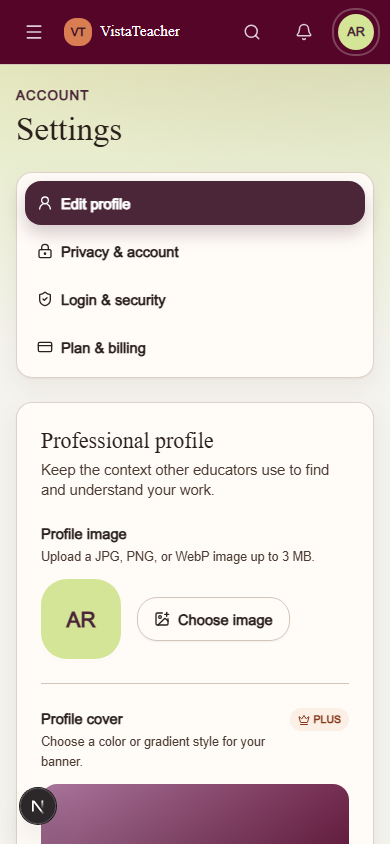 VT VistaTeacher AR
ACCOUNT
Settings
Edit profile
Privacy & account
Login & security
Plan & billing
Professional profile
Keep the context other educators use to find
and understand your work.
Profile image
Upload a JPG, PNG, or WebP image up to 3 MB.
AR
Choose image
Profile cover
PLUS
Choose a color or gradient style for your
banner.
N